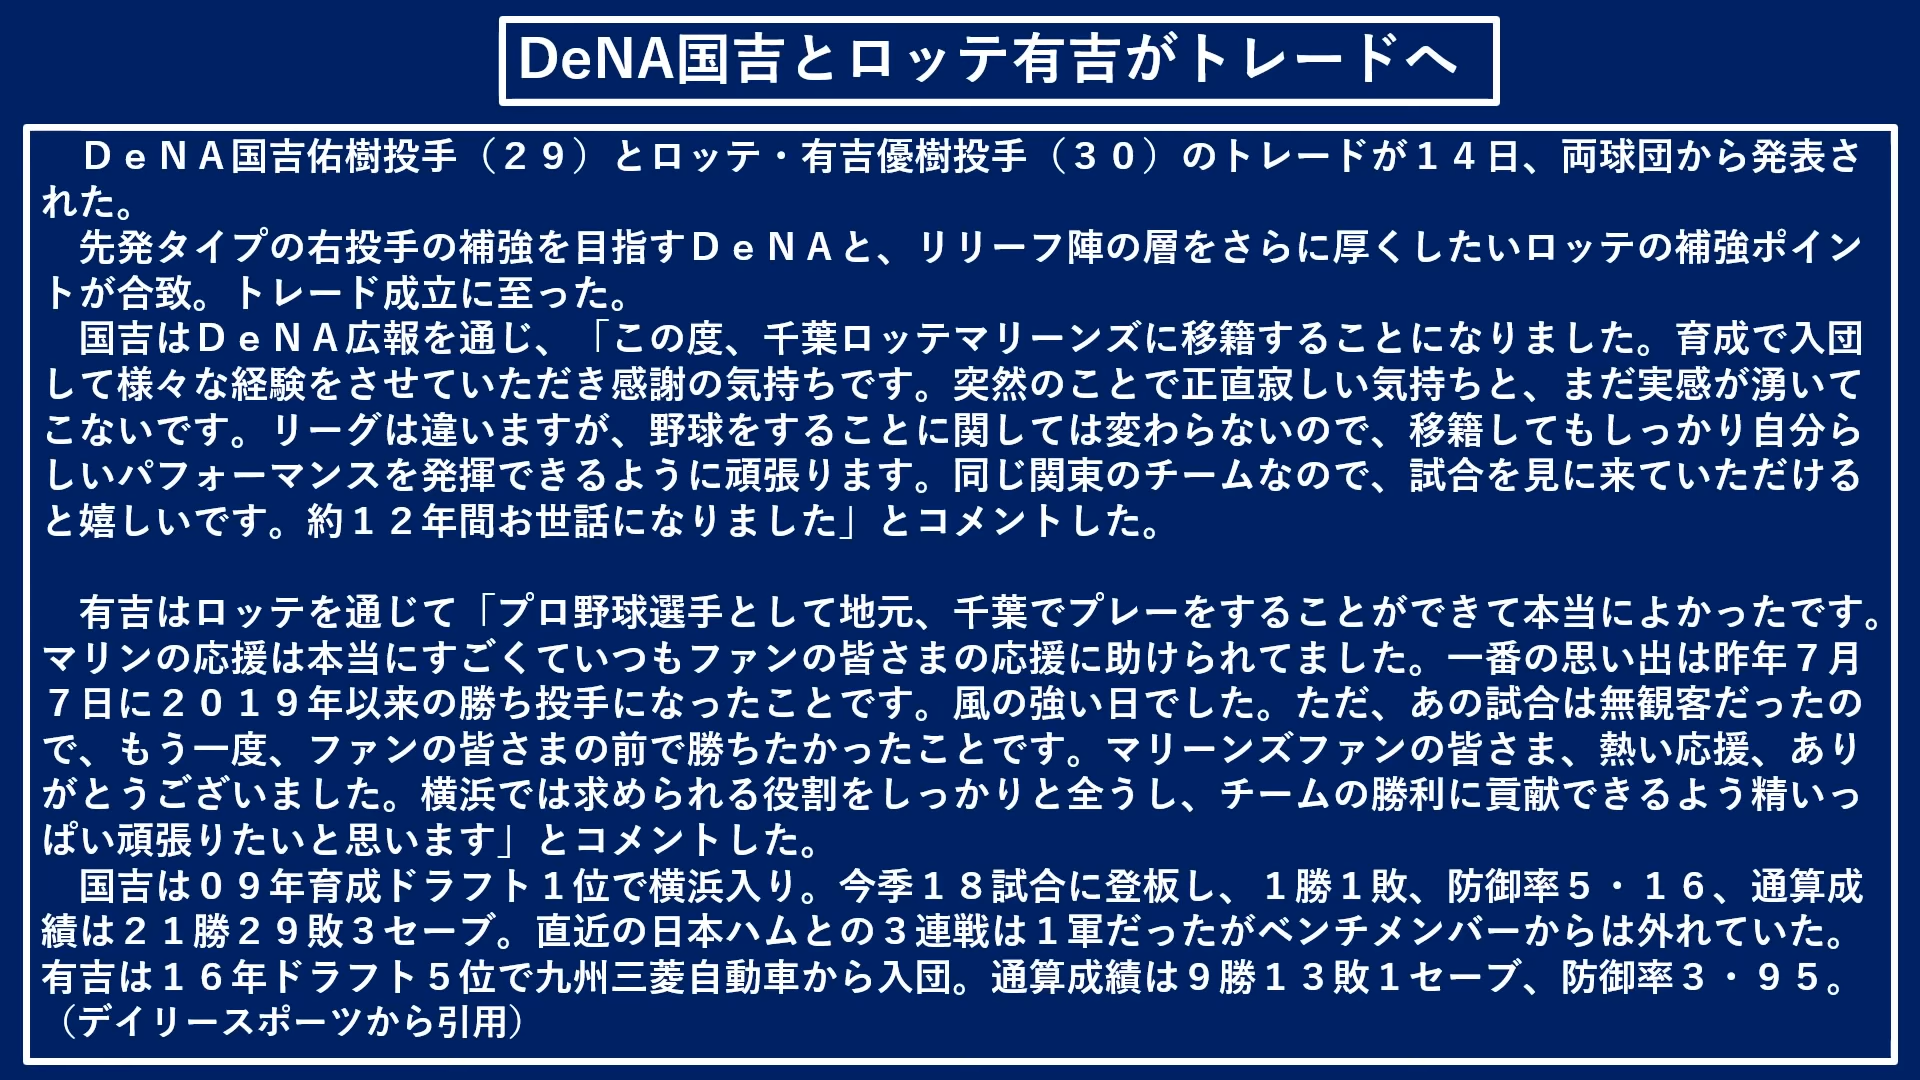 DeNA国吉とロッテ有吉がトレードへ
　ＤｅＮＡ国吉佑樹投手（２９）とロッテ・有吉優樹投手（３０）のトレードが１４日、両球団から発表さ
れた。
　先発タイプの右投手の補強を目指すＤｅＮＡと、リリーフ陣の層をさらに厚くしたいロッテの補強ポイン
トが合致。トレード成立に至った。
　国吉はＤｅＮＡ広報を通じ、「この度、千葉ロッテマリーンズに移籍することになりました。育成で入団
して様々な経験をさせていただき感謝の気持ちです。突然のことで正直寂しい気持ちと、まだ実感が湧いて
こないです。リーグは違いますが、野球をすることに関しては変わらないので、移籍してもしっかり自分ら
しいパフォーマンスを発揮できるように頑張ります。同じ関東のチームなので、試合を見に来ていただける
と嬉しいです。約１２年間お世話になりました」とコメントした。
　有吉はロッテを通じて「プロ野球選手として地元、千葉でプレーをすることができて本当によかったです。
マリンの応援は本当にすごくていつもファンの皆さまの応援に助けられてました。一番の思い出は昨年７月
７日に２０１９年以来の勝ち投手になったことです。風の強い日でした。ただ、あの試合は無観客だったの
で、もう一度、ファンの皆さまの前で勝ちたかったことです。マリーンズファンの皆さま、熱い応援、あり
がとうございました。横浜では求められる役割をしっかりと全うし、チームの勝利に貢献できるよう精いっ
ぱい頑張りたいと思います」とコメントした。
　国吉は０９年育成ドラフト１位で横浜入り。今季１８試合に登板し、１勝１敗、防御率５・１６、通算成
績は２１勝２９敗３セーブ。直近の日本ハムとの３連戦は１軍だったがベンチメンバーからは外れていた。
有吉は１６年ドラフト５位で九州三菱自動車から入団。通算成績は９勝１３敗１セーブ、防御率３・９５。
（デイリースポーツから引用）